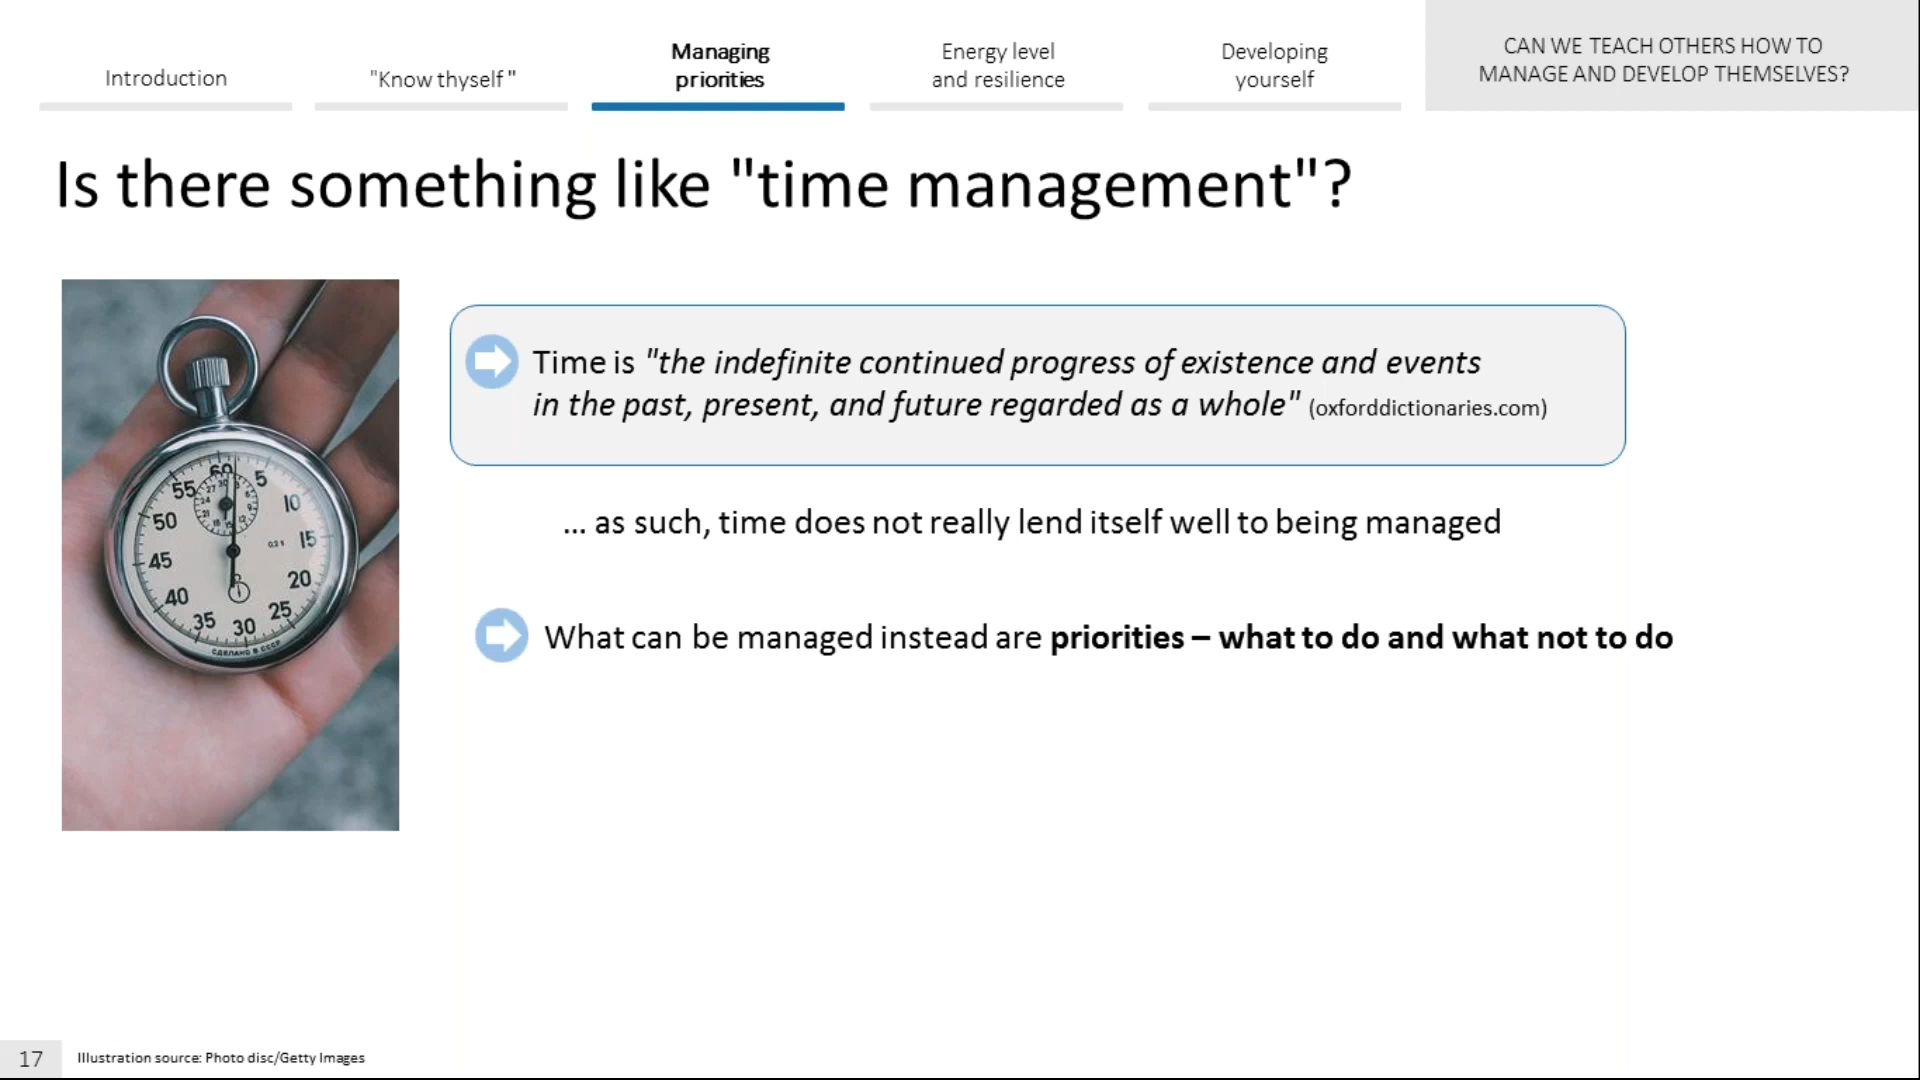 Introduction
"Know thyself"
Managing
priorities
Energy level
and resilience
Developing
yourself
CAN WE TEACH OTHERS HOW TO
MANAGE AND DEVELOP THEMSELVES?
Is there something like "time management"?
60
5
10
15
20
25
30
35
40
45
50
55
СДЕЛАНО В СССР
Time is "the indefinite continued progress of existence and events
in the past, present, and future regarded as a whole" (oxforddictionaries.com)
... as such, time does not really lend itself well to being managed
What can be managed instead are priorities – what to do and what not to do
17
Illustration source: Photo disc/Getty Images